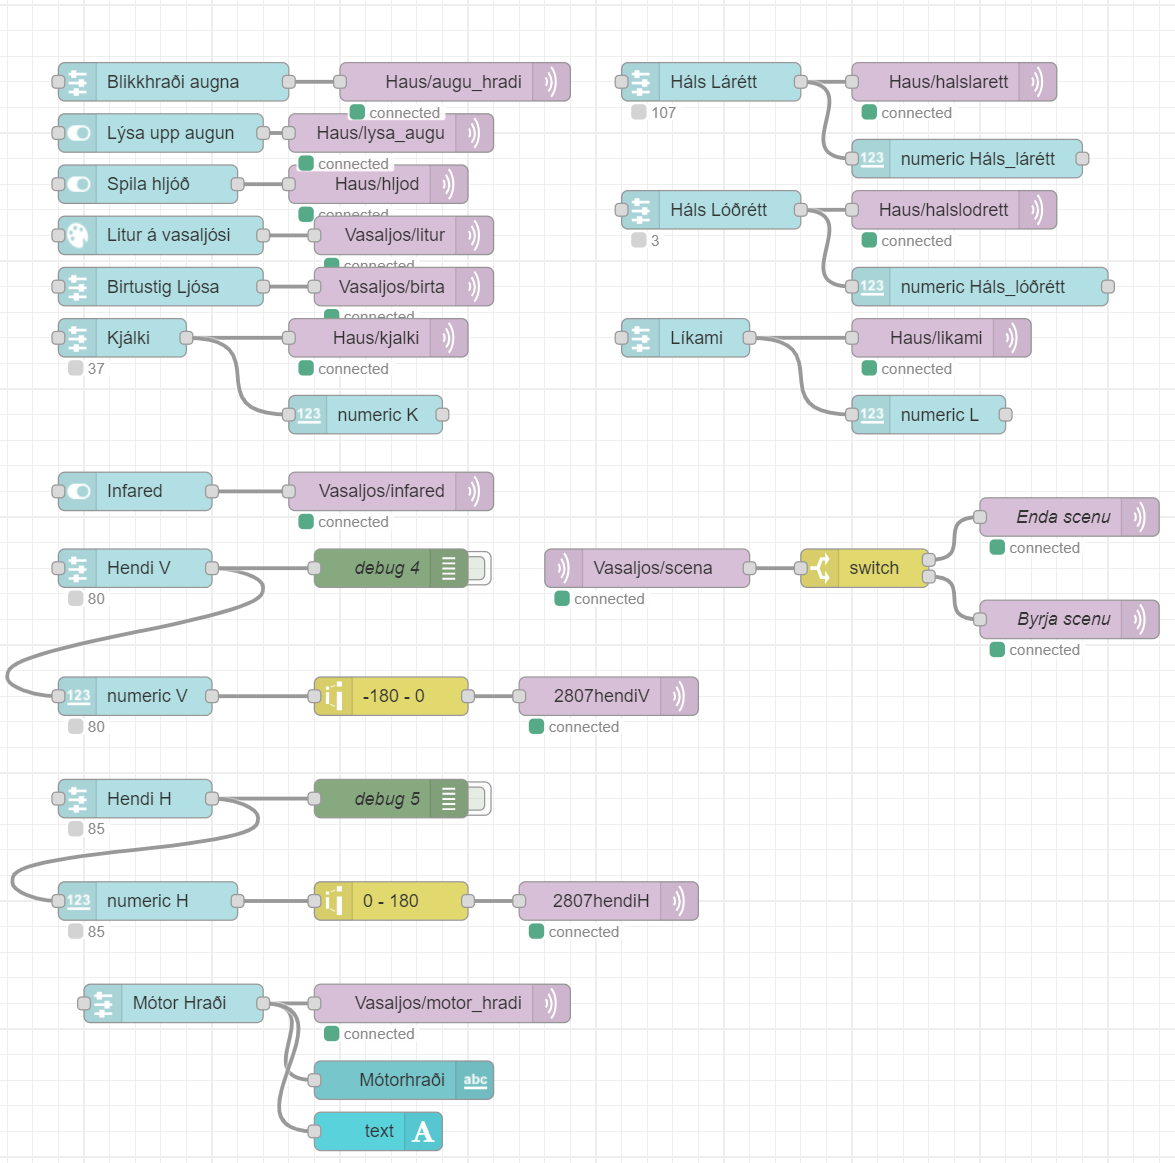 Blikkhraði augna
Haus/augu_hradi
connected
Lýsa upp augun
Haus/lysa_augu
connected
Spila hljóð
Haus/hljod
connected
Litur á vasaljósi
Vasaljos/litur
connected
Birtustig Ljósa
Vasaljos/birta
connected
Kjálki
37
Haus/kjalki
connected
123 numeric K
Háls Lárétt
107
Haus/halslarett
connected
123 numeric Háls_lárétt
Háls Lóðrétt
3
Haus/halslodrett
connected
123 numeric Háls_lóðrétt
Líkami
Haus/likami
connected
123 numeric L
Infared
Vasaljos/infared
connected
Hendi V
80
debug 4
Vasaljos/scena
connected
switch
Enda scenu
connected
Byrja scenu
connected
123 numeric V
80
-180 - 0
2807hendiV
connected
Hendi H
85
debug 5
123 numeric H
85
0 - 180
2807hendiH
connected
Mótor Hraði
Vasaljos/motor_hradi
connected
Mótorhraði abc
text A